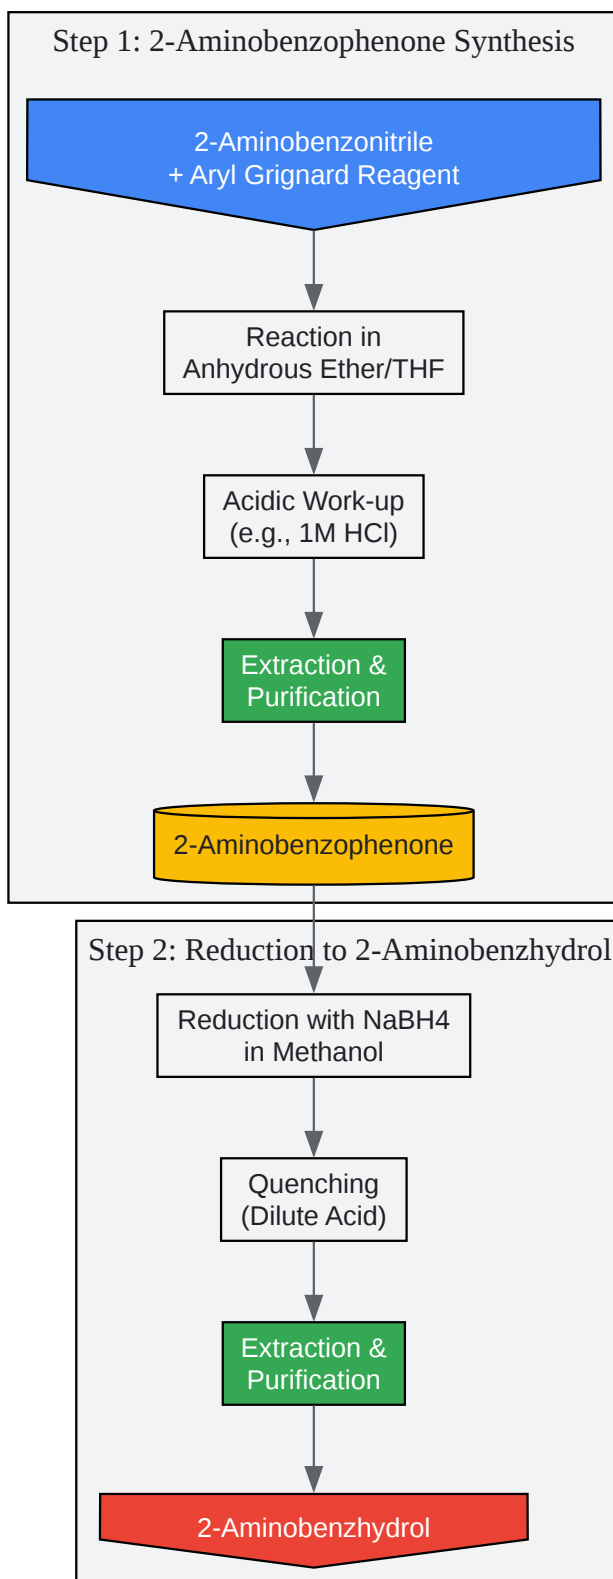 Step 1: 2-Aminobenzophenone Synthesis
2-Aminobenzonitrile
+ Aryl Grignard Reagent
Reaction in
Anhydrous Ether/THF
Acidic Work-up
(e.g., 1M HCl)
Extraction &
Purification
2-Aminobenzophenone
Step 2: Reduction to 2-Aminobenzhydrol
Reduction with NaBH4
in Methanol
Quenching
(Dilute Acid)
Extraction &
Purification
2-Aminobenzhydrol